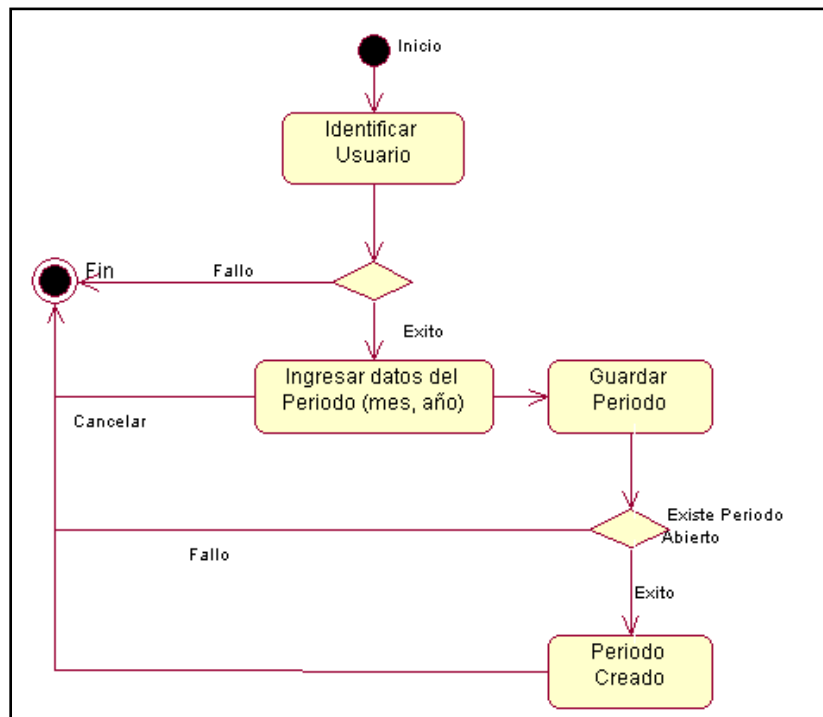 Inicio
Identificar
Usuario
Fin
Fallo
Exito
Ingresar datos del
Periodo (mes, año)
Guardar
Periodo
Cancelar
Existe Periodo
Abierto
Fallo
Exito
Periodo
Creado